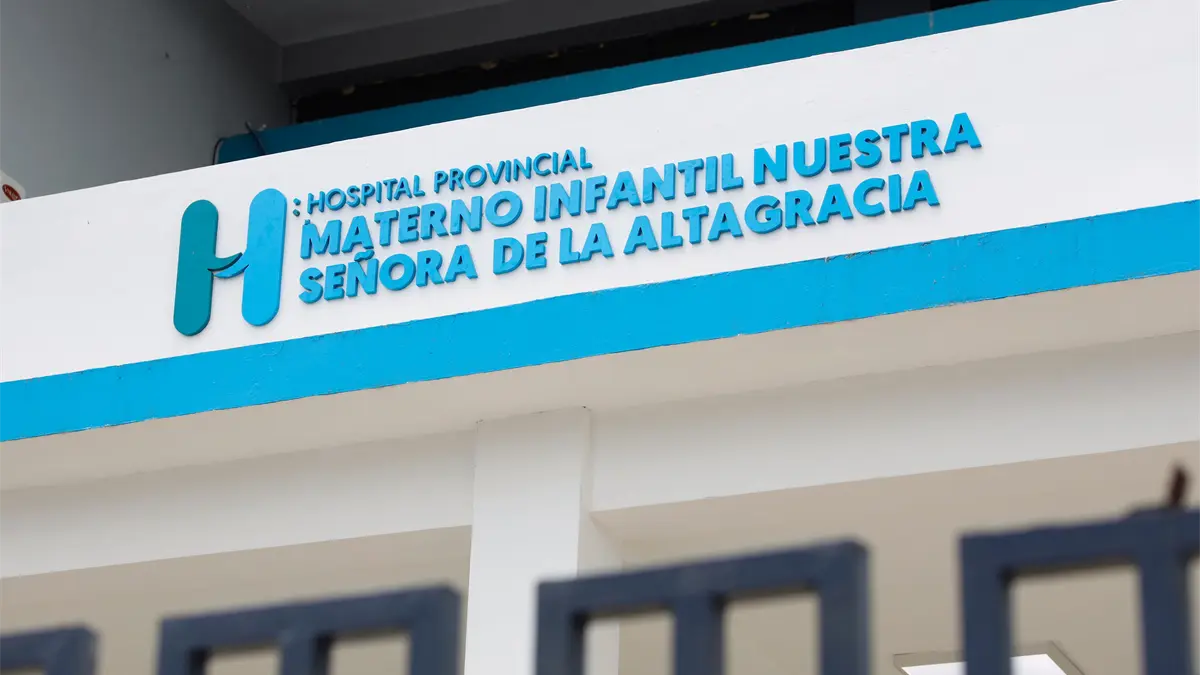 : HOSPITAL PROVINCIAL
MATERNO INFANTIL NUESTRA
SEÑORA DE LA ALTAGRACIA